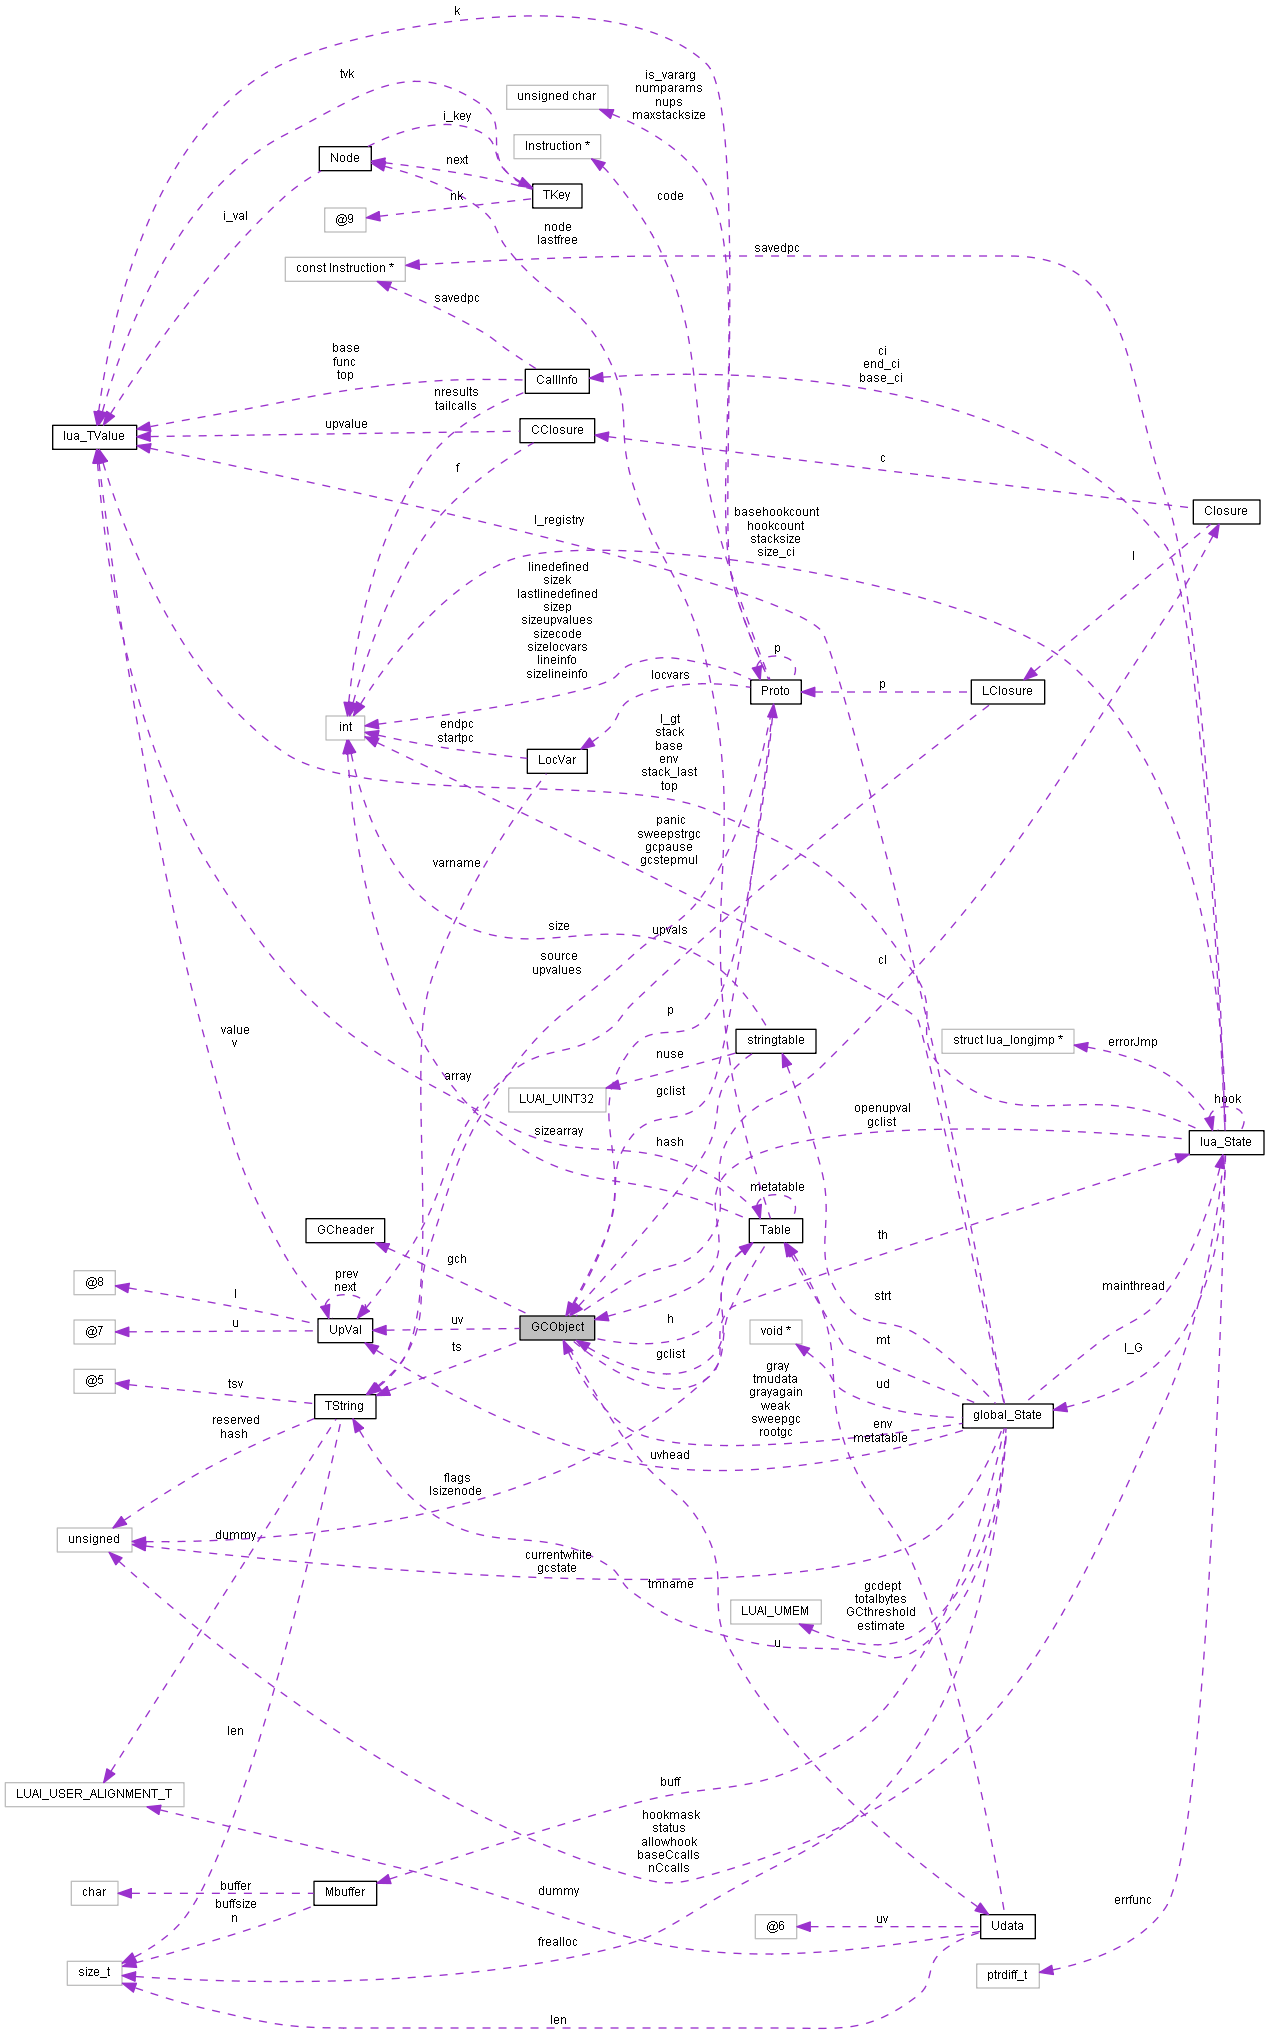 k
tvk
is_vararg
numparams
nups
maxstacksize
unsigned char
i_key
Instruction *
Node
next
TKey
nk
code
@9
i_val
node
lastfree
savedpc
const Instruction *
savedpc
base
func
top
ci
end_ci
base_ci
CallInfo
nresults
tailcalls
lua_TValue
upvalue
CClosure
f
c
l_registry
basehookcount
hookcount
stacksize
size_ci
Closure
l
linedefined
sizek
lastlinedefined
sizep
sizeupvalues
sizecode
sizelocvars
lineinfo
sizelineinfo
p
locvars
Proto
p
LClosure
int
endpc
startpc
l_gt
stack
base
env
stack_last
top
LocVar
panic
sweepstrgc
gcpause
gcstepmul
varname
size
upvals
source
upvalues
cl
value
v
p
stringtable
struct lua_longjmp *
errorJmp
nuse
array
LUAI_UINT32
gclist
hook
openupval
gclist
sizearray
hash
lua_State
metatable
GCheader
Table
gch
th
@8
l
prev
next
mainthread
strt
@7
u
UpVal
uv
GCObject
h
void *
mt
l_G
ts
gclist
@5
tsv
gray
tmudata
grayagain
weak
sweepgc
rootgc
ud
TString
reserved
hash
global_State
env
metatable
uvhead
flags
lsizenode
unsigned
dummy
currentwhite
gcstate
tmname
LUAI_UMEM
gcdept
totalbytes
GCthreshold
estimate
u
len
LUAI_USER_ALIGNMENT_T
buff
hookmask
status
allowhook
baseCcalls
nCcalls
char
buffer
Mbuffer
buffsize
n
dummy
errfunc
@6
uv
Udata
frealloc
size_t
ptrdiff_t
len